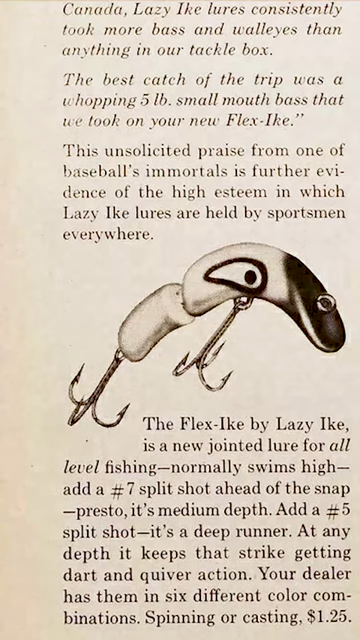 Canada, Lazy Ike lures consistently
took more bass and walleyes than
anything in our tackle box.
The best catch of the trip was a
whopping 5 lb. small mouth bass that
we took on your new Flex-Ike."
This unsolicited praise from one of
baseball's immortals is further evi-
dence of the high esteem in which
Lazy Ike lures are held by sportsmen
everywhere.
The Flex-Ike by Lazy Ike,
is a new jointed lure for all
level fishing—normally swims high—
add a #7 split shot ahead of the snap
—presto, it's medium depth. Add a #5
split shot—it's a deep runner. At any
depth it keeps that strike getting
dart and quiver action. Your dealer
has them in six different color com-
binations. Spinning or casting, $1.25.